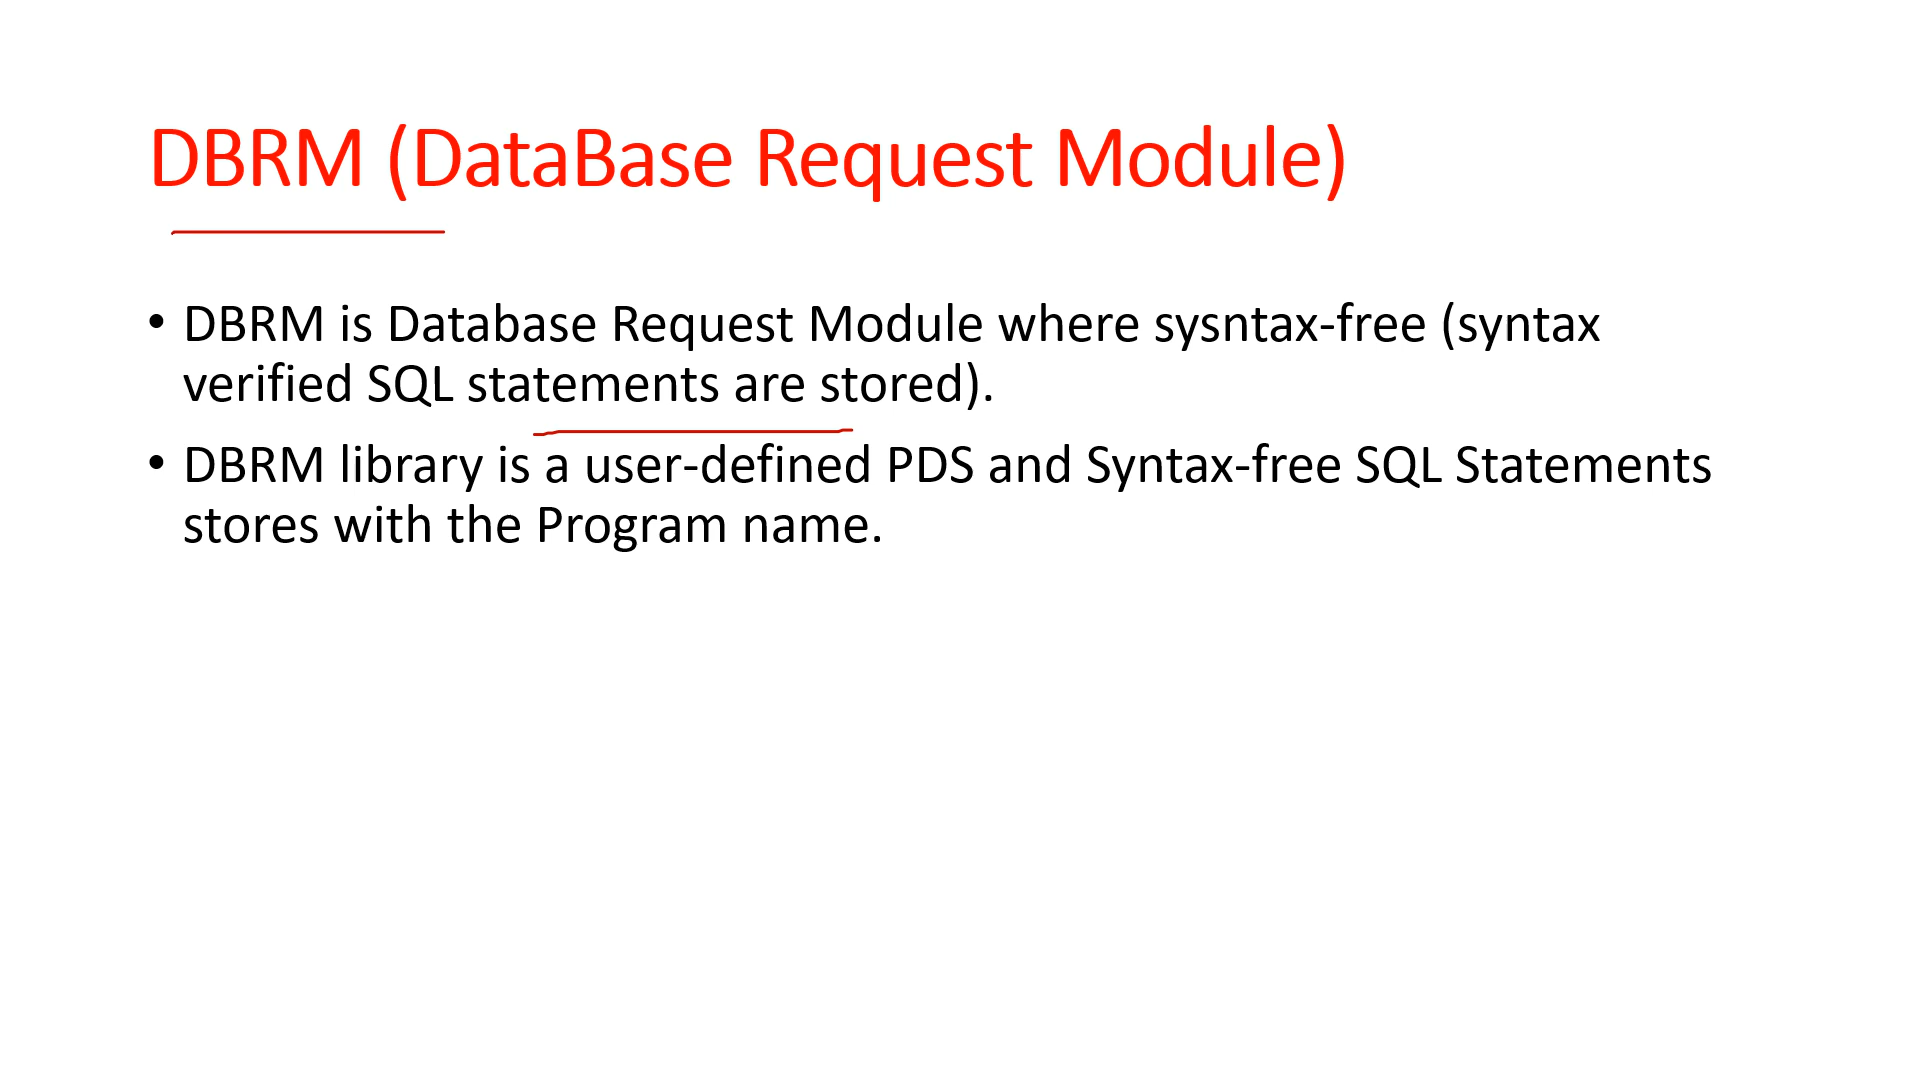 DBRM (DataBase Request Module)
• DBRM is Database Request Module where sysntax-free (syntax
verified SQL statements are stored).
• DBRM library is a user-defined PDS and Syntax-free SQL Statements
stores with the Program name.